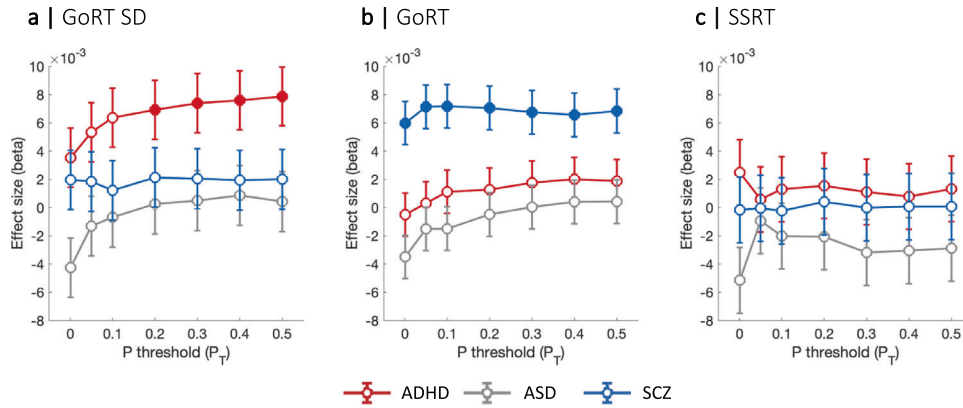 a | GoRT SD
×10⁻³
10
8
6
4
2
0
-2
-4
-6
-8
Effect size (beta)
0 0.1 0.2 0.3 0.4 0.5
P threshold (P_T)
b | GoRT
×10⁻³
10
8
6
4
2
0
-2
-4
-6
-8
Effect size (beta)
0 0.1 0.2 0.3 0.4 0.5
P threshold (P_T)
c | SSRT
×10⁻³
10
8
6
4
2
0
-2
-4
-6
-8
Effect size (beta)
0 0.1 0.2 0.3 0.4 0.5
P threshold (P_T)
ADHD ASD SCZ